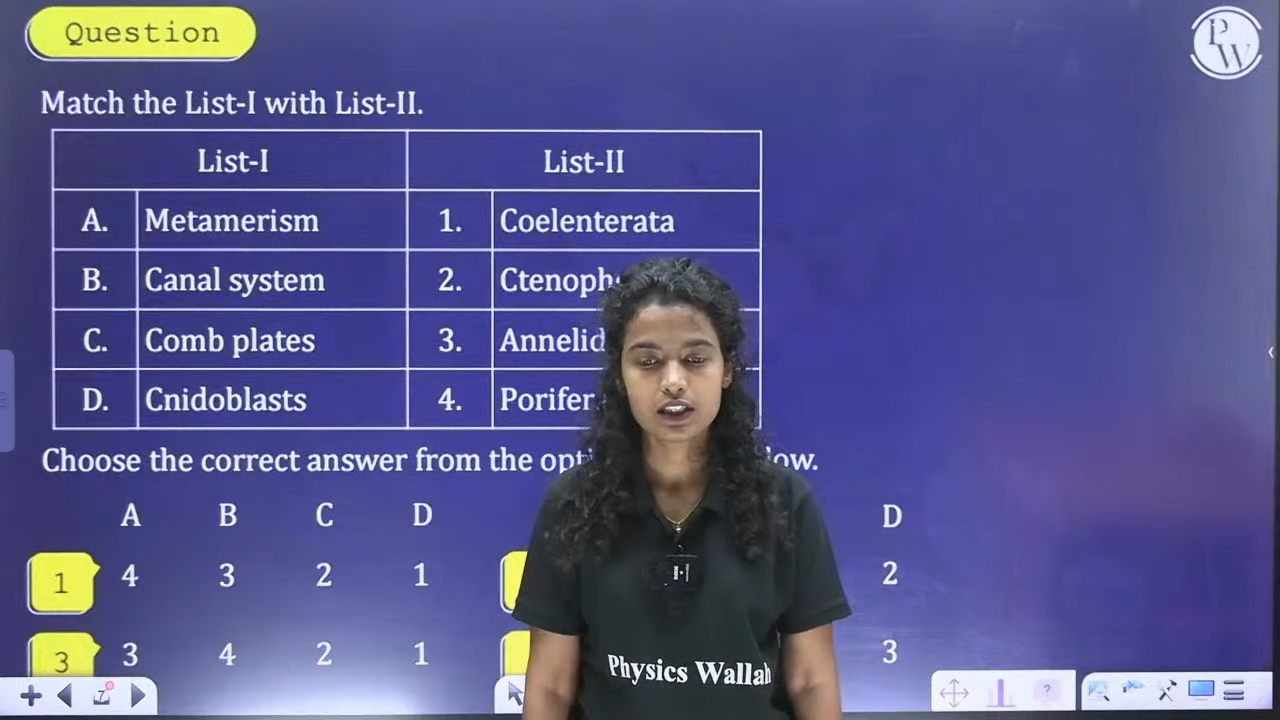 Question
PW
Match the List-I with List-II.
List-I List-II
A. Metamerism 1. Coelenterata
B. Canal system 2.
C. Comb plates 3.
D. Cnidoblasts 4.
Choose the correct answer from the
A B C D D
1 4 3 2 1 2
3 3 4 2 1 3
Physics Wallah
7